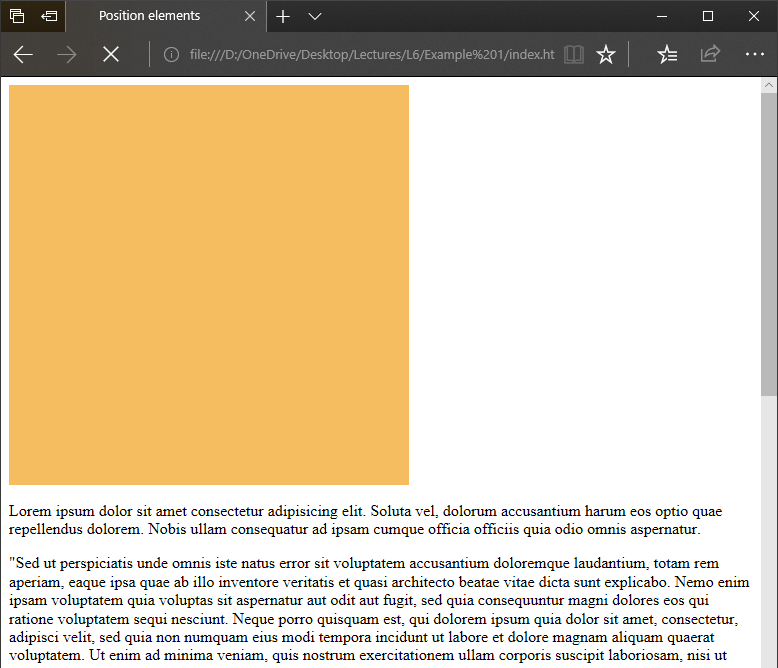 Position elements
file:///D:/OneDrive/Desktop/Lectures/L6/Example%201/index.ht
Lorem ipsum dolor sit amet consectetur adipisicing elit. Soluta vel, dolorum accusantium harum eos optio quae
repellendus dolorem. Nobis ullam consequatur ad ipsam cumque officia officiis quia odio omnis aspernatur.
"Sed ut perspiciatis unde omnis iste natus error sit voluptatem accusantium doloremque laudantium, totam rem
aperiam, eaque ipsa quae ab illo inventore veritatis et quasi architecto beatae vitae dicta sunt explicabo. Nemo enim
ipsam voluptatem quia voluptas sit aspernatur aut odit aut fugit, sed quia consequuntur magni dolores eos qui
ratione voluptatem sequi nesciunt. Neque porro quisquam est, qui dolorem ipsum quia dolor sit amet, consectetur,
adipisci velit, sed quia non numquam eius modi tempora incidunt ut labore et dolore magnam aliquam quaerat
voluptatem. Ut enim ad minima veniam, quis nostrum exercitationem ullam corporis suscipit laboriosam, nisi ut